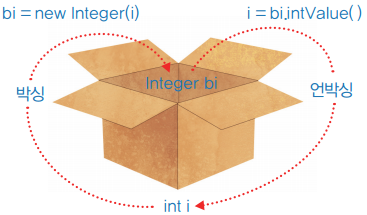 bi = new Integer(i)
i = bi.intValue( )
Integer bi
박싱
언박싱
int i